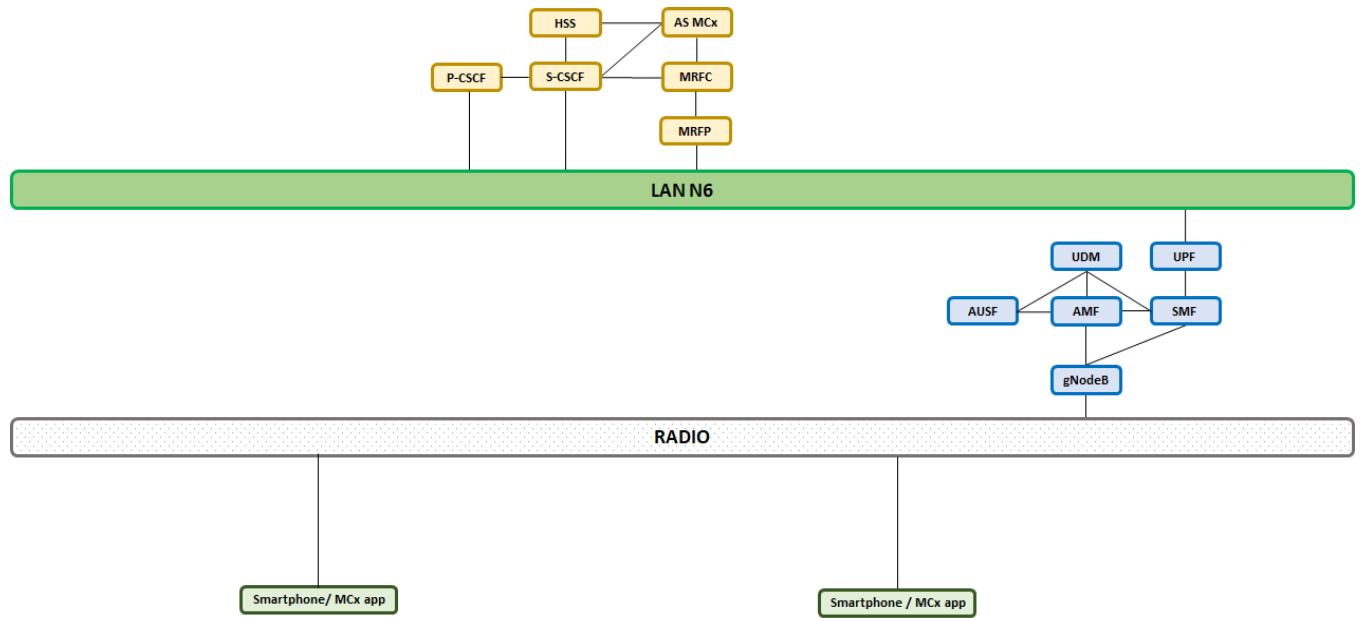 HSS
AS MCx
P-CSCF
S-CSCF
MRFC
MRFP
LAN N6
UDM
UPF
AUSF
AMF
SMF
gNodeB
RADIO
Smartphone/ MCx app
Smartphone / MCx app